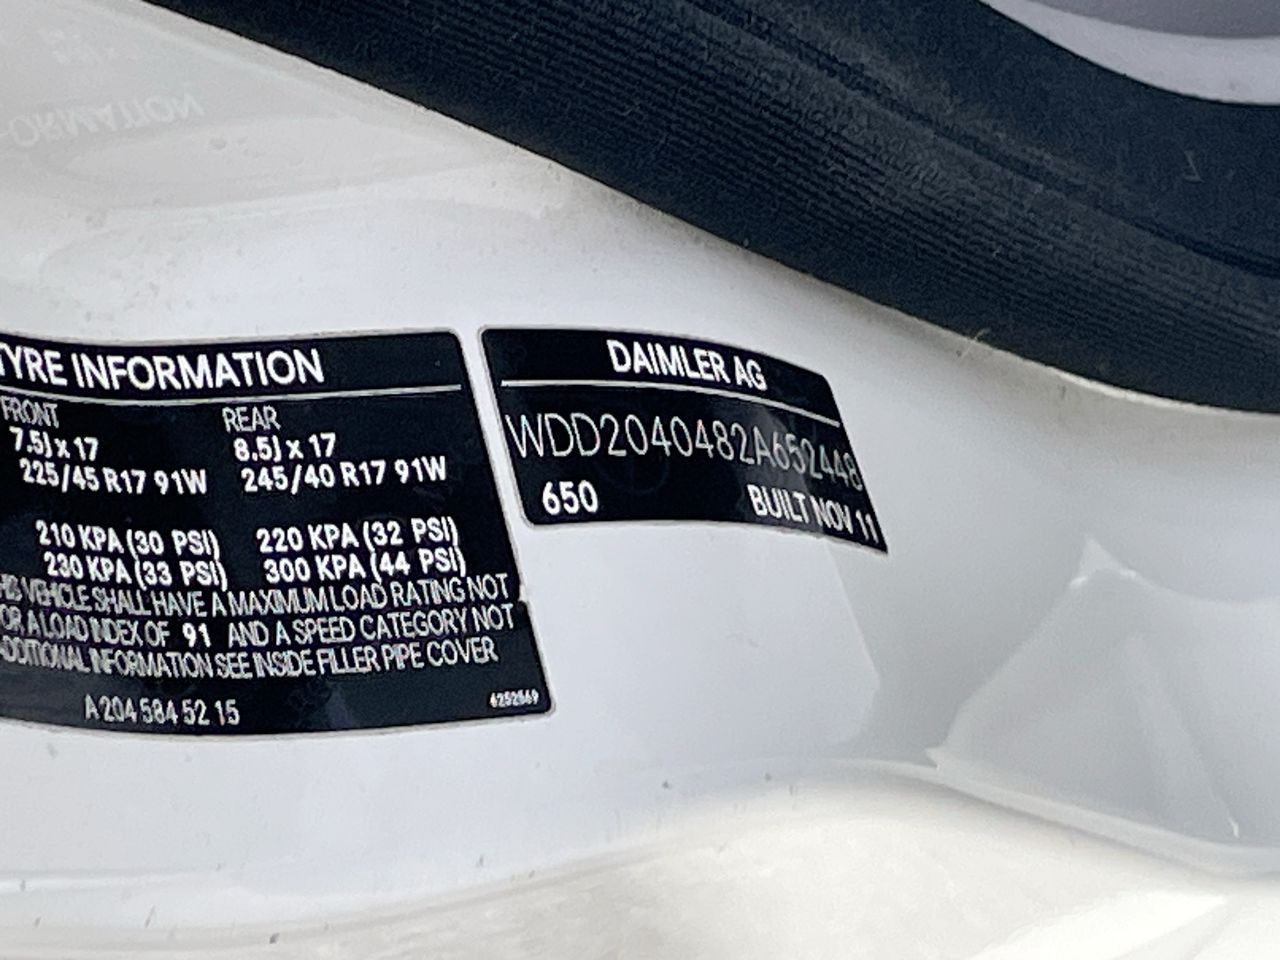 TYRE INFORMATION
FRONT REAR
7.5J x 17 8.5J x 17
225/45 R17 91W 245/40 R17 91W
210 KPA (30 PSI) 220 KPA (32 PSI)
230 KPA (33 PSI) 300 KPA (44 PSI)
HIS VEHICLE SHALL HAVE A MAXIMUM LOAD RATING NOT
OR A LOAD INDEX OF 91 AND A SPEED CATEGORY NOT
ADDITIONAL INFORMATION SEE INSIDE FILLER PIPE COVER
A 204 584 52 15
6252569
DAIMLER AG
WDD2040482A652448
650 BUILT NOV 11